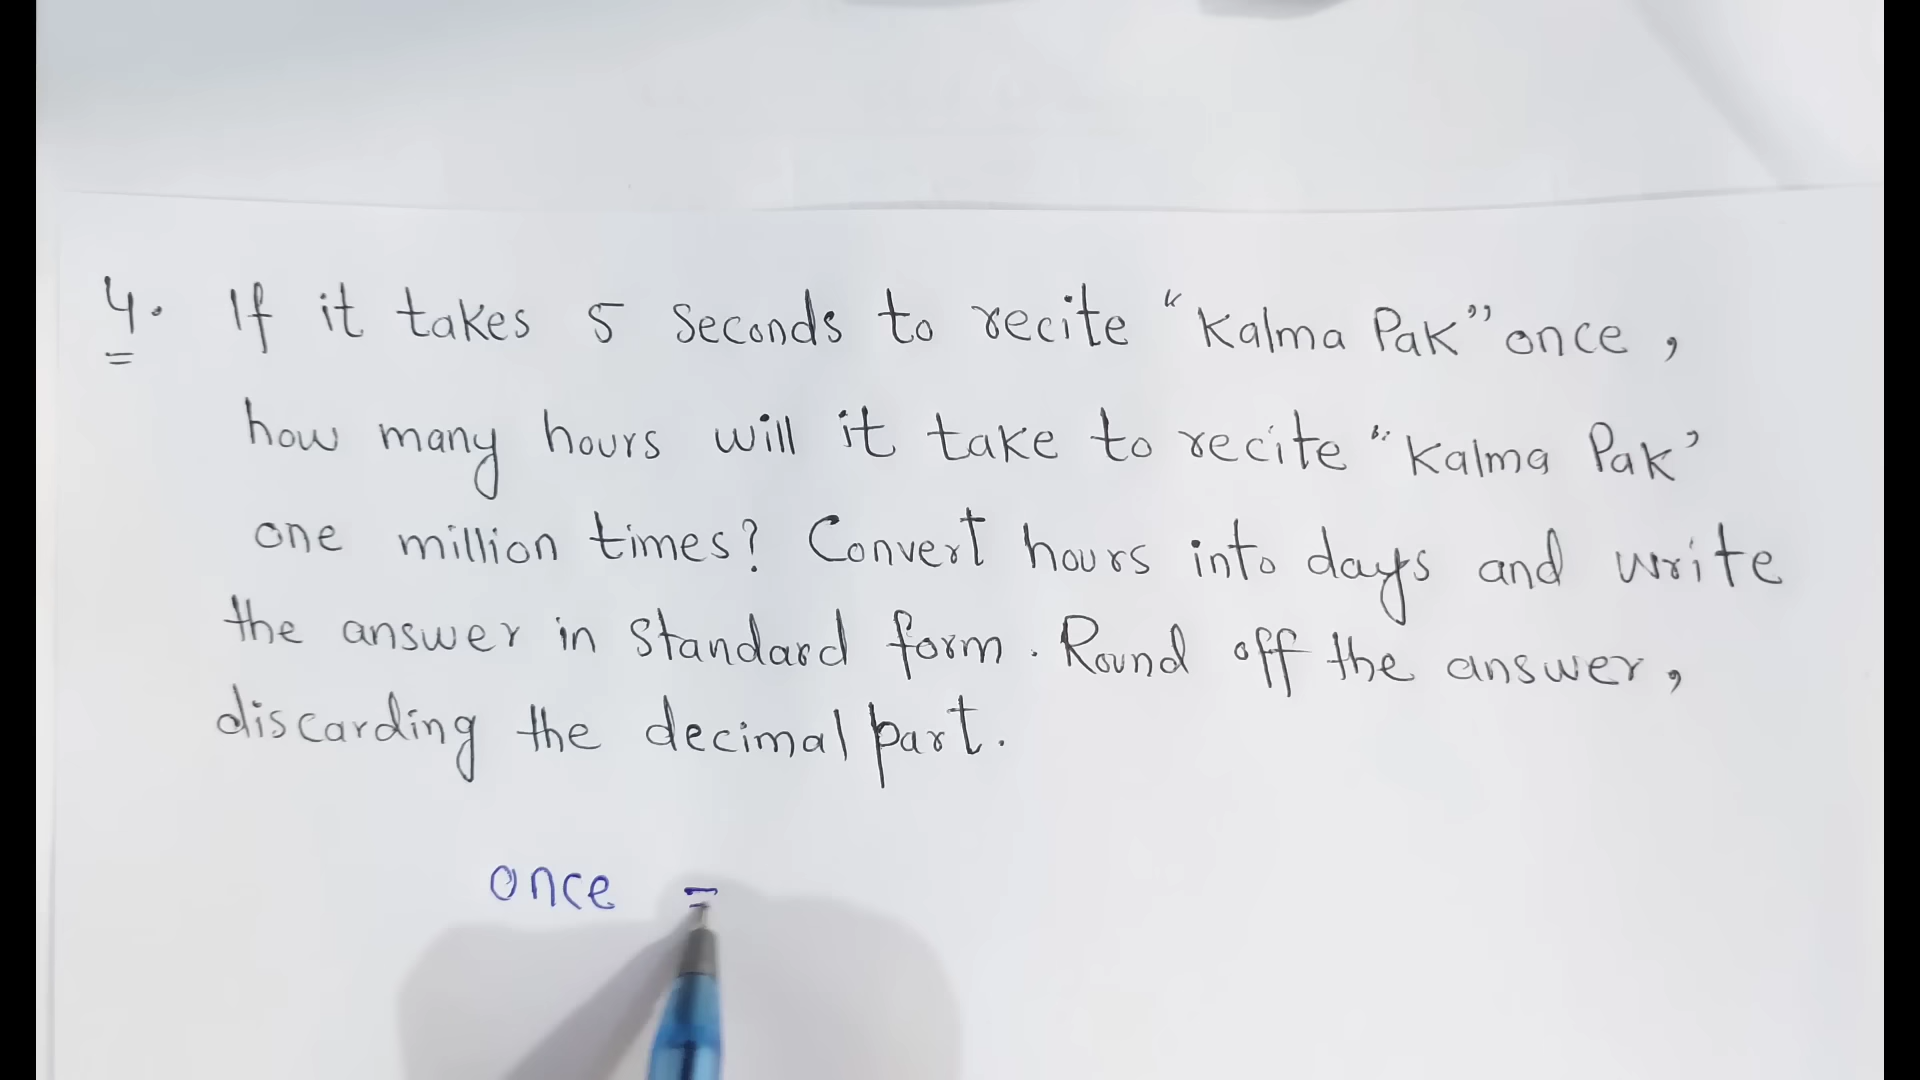 4. If it takes 5 seconds to recite "Kalma Pak" once,
how many hours will it take to recite "Kalma Pak'
one million times? Convert hours into days and write
the answer in standard form. Round off the answer,
discarding the decimal part.
once =